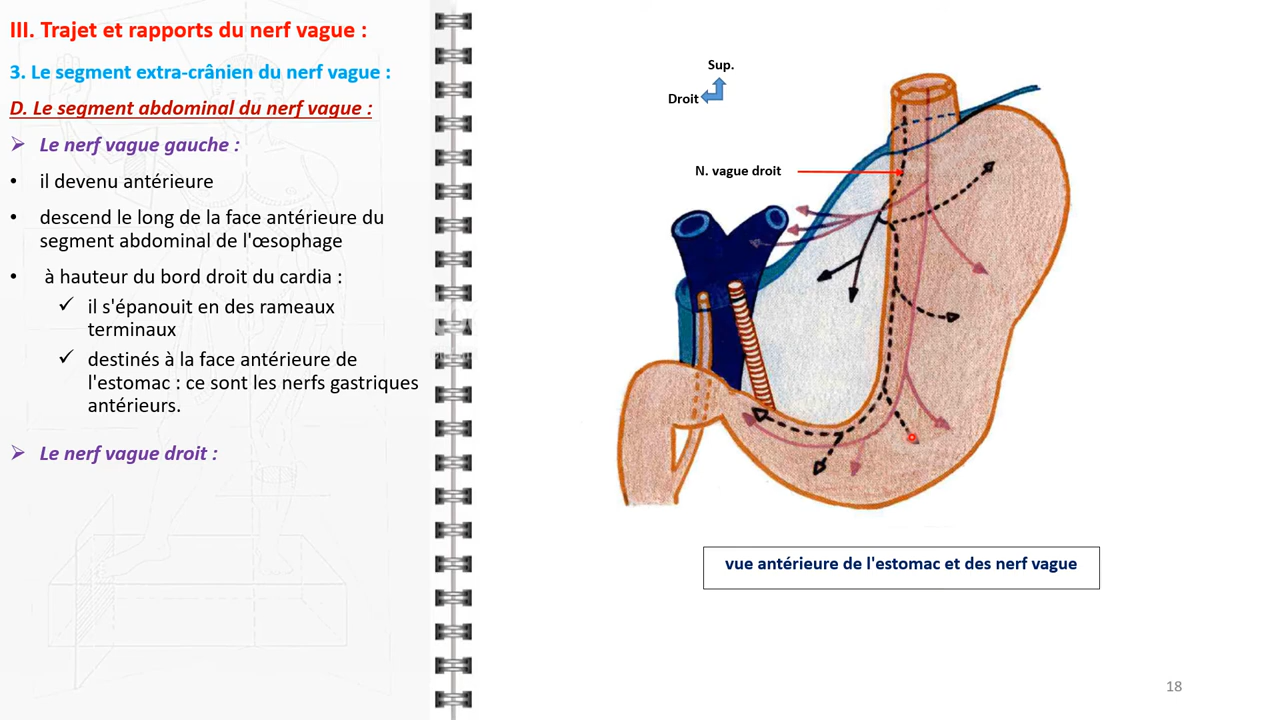 III. Trajet et rapports du nerf vague :
3. Le segment extra-crânien du nerf vague :
D. Le segment abdominal du nerf vague :
➢ Le nerf vague gauche :
• il devenu antérieure
• descend le long de la face antérieure du
segment abdominal de l'œsophage
• à hauteur du bord droit du cardia :
✓ il s'épanouit en des rameaux
terminaux
✓ destinés à la face antérieure de
l'estomac : ce sont les nerfs gastriques
antérieurs.
➢ Le nerf vague droit :
Sup.
Droit
N. vague droit
vue antérieure de l'estomac et des nerf vague
18